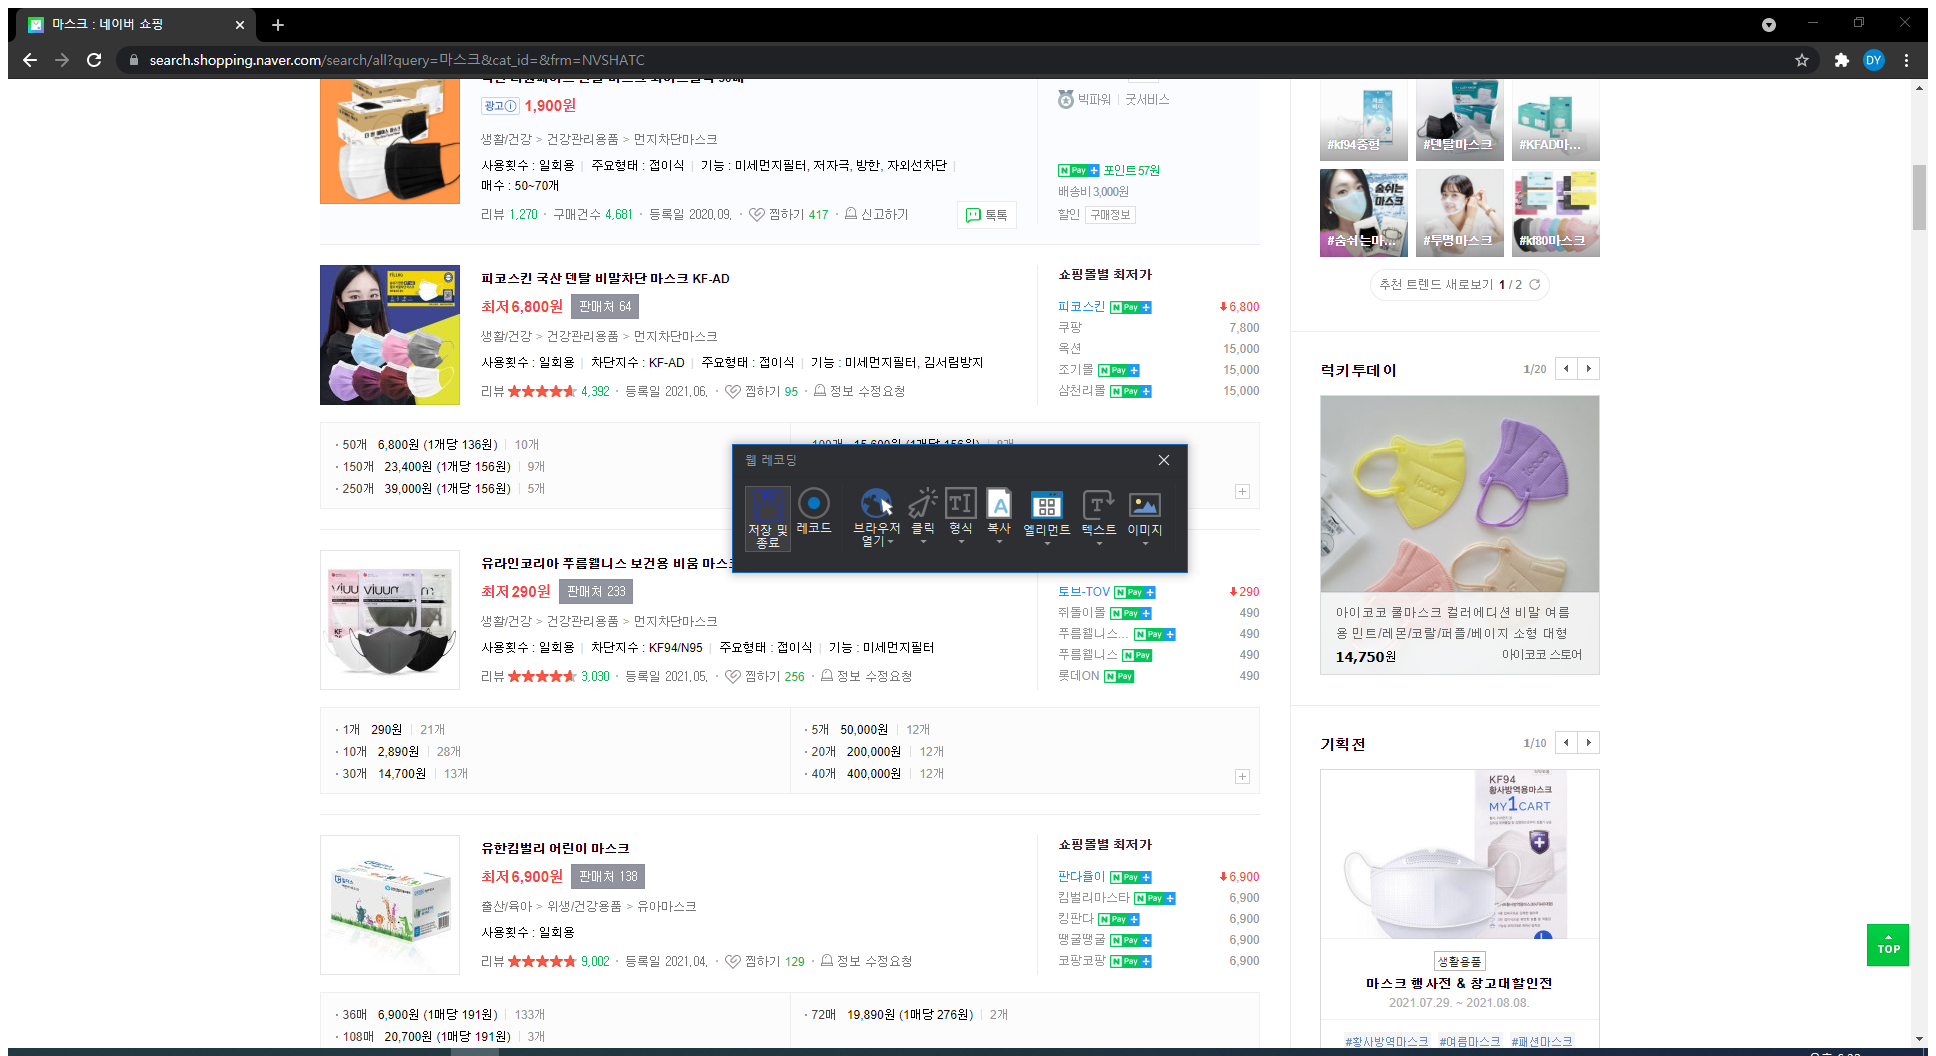 마스크 : 네이버 쇼핑
search.shopping.naver.com/search/all?query=마스크&cat_id=&frm=NVSHATC
DY
광고 1,900원
생활/건강 > 건강관리용품 > 먼지차단마스크
사용횟수 : 일회용 | 주요형태 : 접이식 | 기능 : 미세먼지필터, 저자극, 방한, 자외선차단 |
매수 : 50~70개
리뷰 1,270 · 구매건수 4,681 · 등록일 2020.09. · 찜하기 417 · 신고하기
톡톡
빅파워 | 굿서비스
N Pay + 포인트 57원
배송비 3,000원
할인 구매정보
피코스킨 국산 덴탈 비말차단 마스크 KF-AD
최저 6,800원 판매처 64
생활/건강 > 건강관리용품 > 먼지차단마스크
사용횟수 : 일회용 | 차단지수 : KF-AD | 주요형태 : 접이식 | 기능 : 미세먼지필터, 김서림방지
리뷰 4,392 · 등록일 2021.06. · 찜하기 95 · 정보 수정요청
쇼핑몰별 최저가
피코스킨 N Pay + 6,800
쿠팡 7,800
옥션 15,000
조기몰 N Pay + 15,000
삼천리몰 N Pay + 15,000
· 50개 6,800원 (1개당 136원) | 10개
· 150개 23,400원 (1개당 156원) | 9개
· 250개 39,000원 (1개당 156원) | 5개
웹 레코딩
저장 및 종료
레코드
브라우저 열기
클릭
형식
복사
엘리먼트
텍스트
이미지
유라인코리아 푸름웰니스 보건용 비움 마스크
최저 290원 판매처 233
생활/건강 > 건강관리용품 > 먼지차단마스크
사용횟수 : 일회용 | 차단지수 : KF94/N95 | 주요형태 : 접이식 | 기능 : 미세먼지필터
리뷰 3,030 · 등록일 2021.05. · 찜하기 256 · 정보 수정요청
토브-TOV N Pay + 290
쥐돌이몰 N Pay + 490
푸름웰니스... N Pay + 490
푸름웰니스 N Pay 490
롯데ON N Pay 490
· 1개 290원 | 21개
· 10개 2,890원 | 28개
· 30개 14,700원 | 13개
· 5개 50,000원 | 12개
· 20개 200,000원 | 12개
· 40개 400,000원 | 12개
유한킴벌리 어린이 마스크
최저 6,900원 판매처 138
출산/육아 > 위생/건강용품 > 유아마스크
사용횟수 : 일회용
리뷰 9,002 · 등록일 2021.04. · 찜하기 129 · 정보 수정요청
쇼핑몰별 최저가
판다율이 N Pay + 6,900
킴벌리마스타 N Pay + 6,900
킹판다 N Pay + 6,900
땡굴땡굴 N Pay + 6,900
코팡코팡 N Pay + 6,900
· 36매 6,900원 (1매당 191원) | 133개
· 108매 20,700원 (1매당 191원) | 3개
· 72매 19,890원 (1매당 276원) | 2개
#kf94중형
#덴탈마스크
#KFAD마...
숨쉬는
마스크
#숨쉬는마...
#투명마스크
#kf80마스크
추천 트렌드 새로보기 1 / 2
럭키투데이 1/20
아이코코 쿨마스크 컬러에디션 비말 여름
용 민트/레몬/코랄/퍼플/베이지 소형 대형
14,750원 아이코코 스토어
기획전 1/10
KF94
황사방역용마스크
MY1CART
생활용품
마스크 행사전 & 창고대할인전
2021.07.29. ~ 2021.08.08.
#황사방역마스크 #여름마스크 #패션마스크
TOP